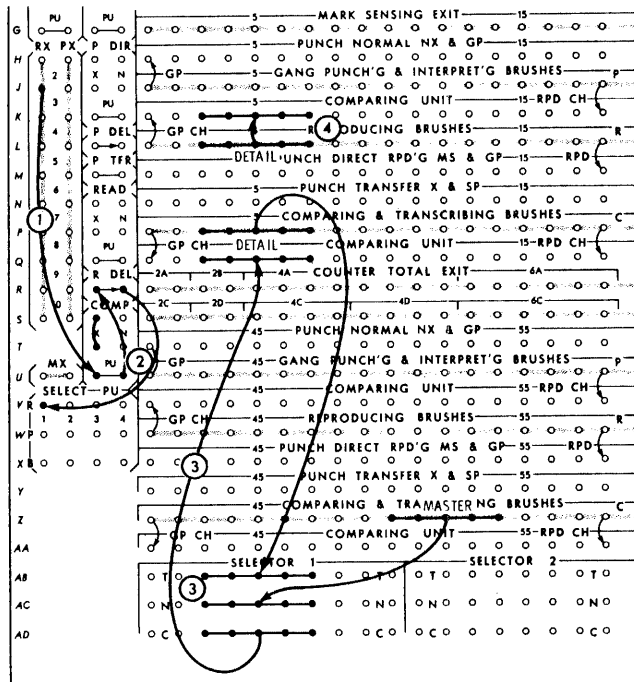 G PU PU 5 MARK SENSING EXIT 15
RX PX P DIR 5 PUNCH NORMAL NX & GP 15
H
2 X N GP 5 GANG PUNCH'G & INTERPRET'G BRUSHES P
J
3 PU 5 COMPARING UNIT 15 RPD CH
K
4 P DEL GP CH R ODUCING BRUSHES 15 R
4
L
5 P TFR DETAIL UNCH DIRECT RPD'G MS & GP 15 RPD
M
6 READ 5 PUNCH TRANSFER X & SP 15
N
1 7 X N 5 COMPARING & TRANSCRIBING BRUSHES C
P
8 PU GP CH DETAIL COMPARING UNIT 15 RPD CH
Q
9 R DEL 2A 2B 4A COUNTER TOTAL EXIT 6A
R
0 COMP 2C 2D 4C 4D 6C
S
X N 45 PUNCH NORMAL NX & GP 55
T
2
MX PU GP 45 GANG PUNCH'G & INTERPRET'G BRUSHES P
U
SELECT PU 45 COMPARING UNIT 55 RPD CH
V R
1 2 3 4 GP CH 45 REPRODUCING BRUSHES 55 R
W P
45 PUNCH DIRECT RPD'G MS & GP 55 RPD
X B
3
45 PUNCH TRANSFER X & SP 55
Y
45 COMPARING & TRA MASTER NG BRUSHES C
Z
GP CH 45 COMPARING UNIT 55 RPD CH
AA
SELECTOR 1 SELECTOR 2
AB T T T T
3
AC N N N N
AD C C C C